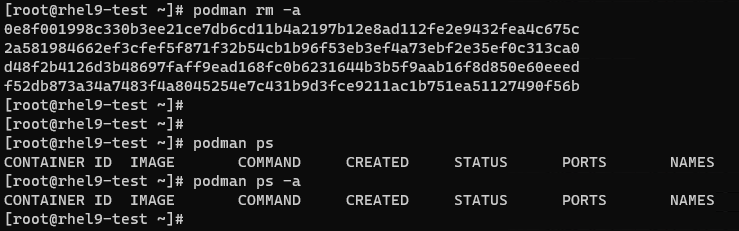 [root@rhel9-test ~]# podman rm -a
0e8f001998c330b3ee21ce7db6cd11b4a2197b12e8ad112fe2e9432fea4c675c
2a581984662ef3cfef5f871f32b54cb1b96f53eb3ef4a73ebf2e35ef0c313ca0
d48f2b4126d3b48697faff9ead168fc0b6231644b3b5f9aab16f8d850e60eeed
f52db873a34a7483f4a8045254e7c431b9d3fce9211ac1b751ea51127490f56b
[root@rhel9-test ~]#
[root@rhel9-test ~]#
[root@rhel9-test ~]# podman ps
CONTAINER ID  IMAGE       COMMAND     CREATED     STATUS      PORTS       NAMES
[root@rhel9-test ~]# podman ps -a
CONTAINER ID  IMAGE       COMMAND     CREATED     STATUS      PORTS       NAMES
[root@rhel9-test ~]#